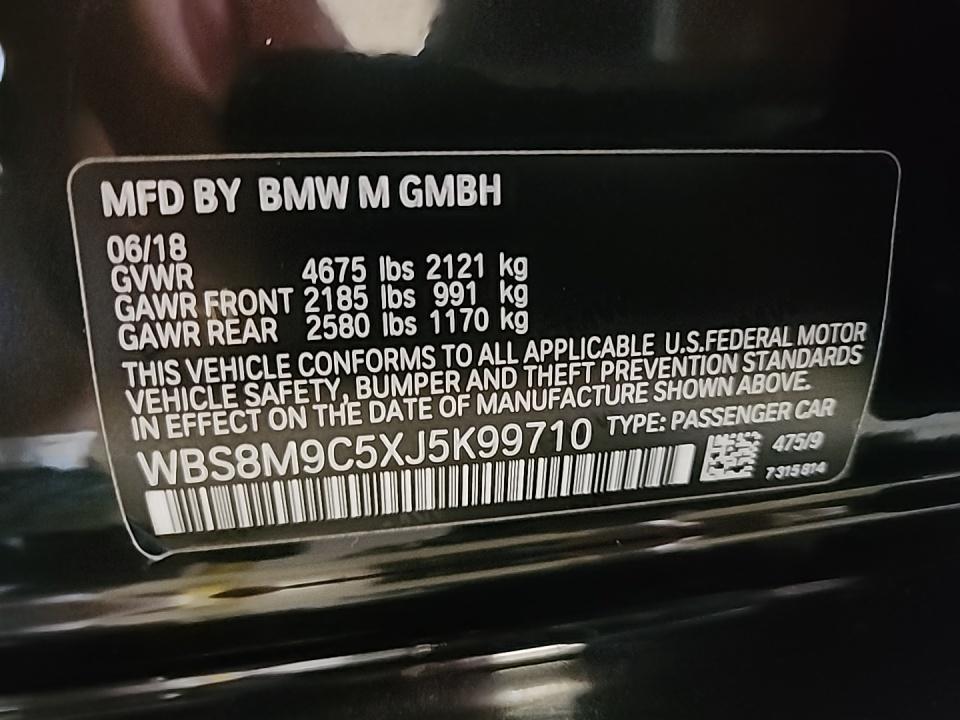 MFD BY BMW M GMBH
06/18
GVWR 4675 lbs 2121 kg
GAWR FRONT 2185 lbs 991 kg
GAWR REAR 2580 lbs 1170 kg
THIS VEHICLE CONFORMS TO ALL APPLICABLE U.S.FEDERAL MOTOR
VEHICLE SAFETY, BUMPER AND THEFT PREVENTION STANDARDS
IN EFFECT ON THE DATE OF MANUFACTURE SHOWN ABOVE.
WBS8M9C5XJ5K99710 TYPE: PASSENGER CAR
475/9
7315814